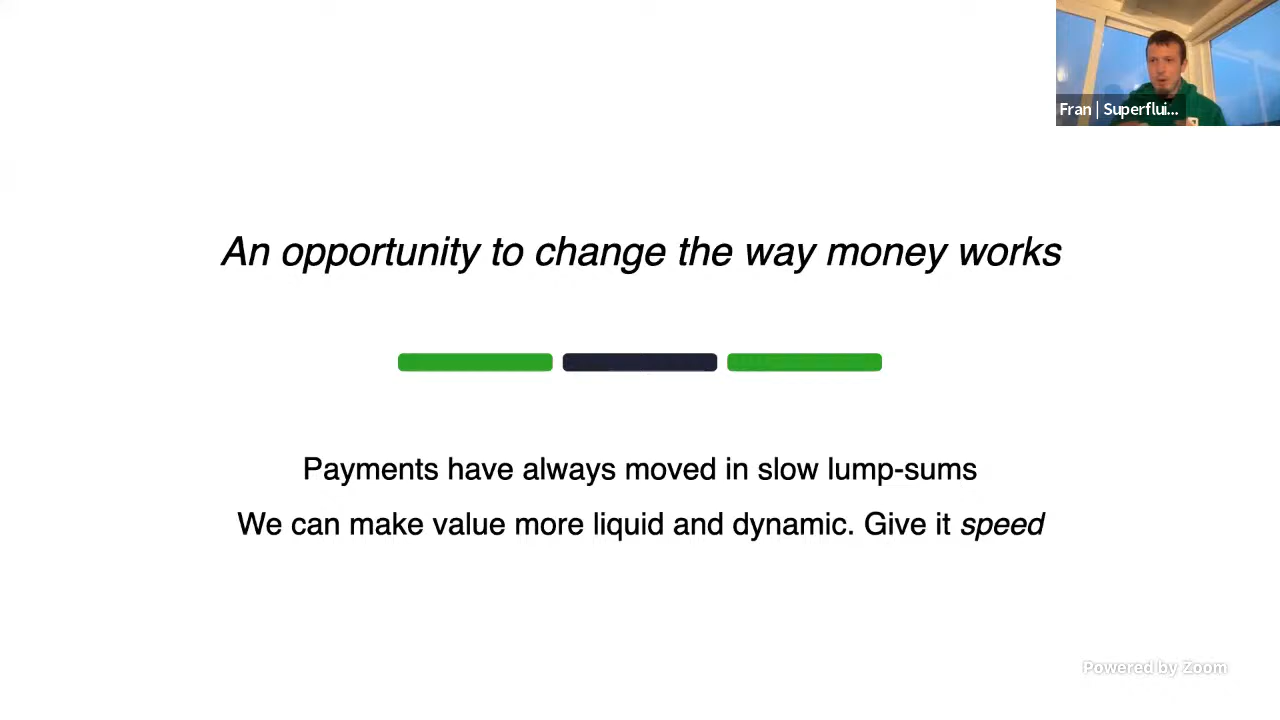 Fran | Superflui...
An opportunity to change the way money works
Payments have always moved in slow lump-sums
We can make value more liquid and dynamic. Give it speed
Powered by Zoom